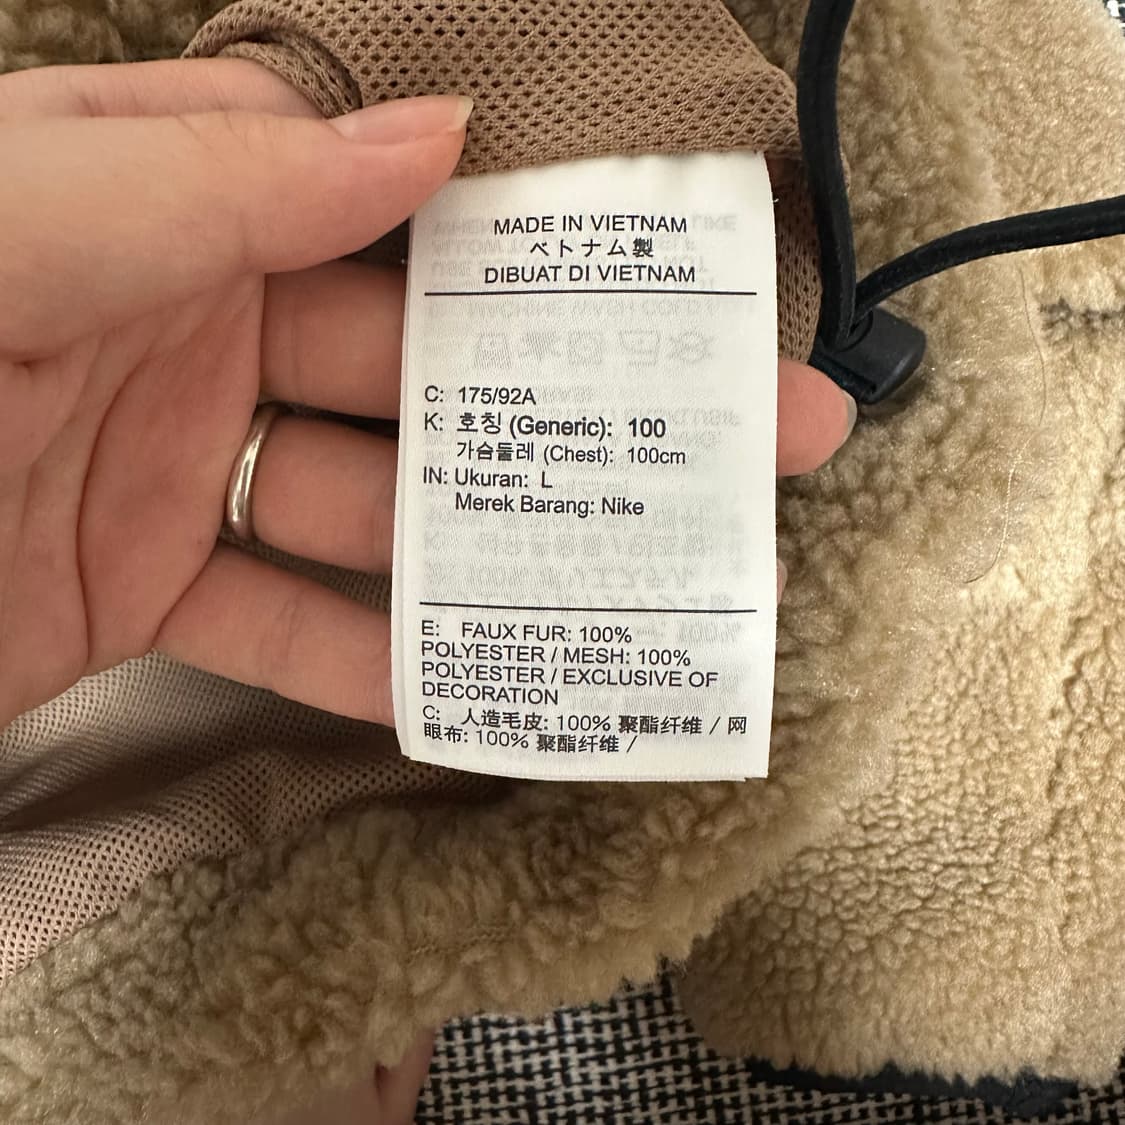 MADE IN VIETNAM
ベトナム製
DIBUAT DI VIETNAM
C: 175/92A
K: 호칭 (Generic): 100
가슴둘레 (Chest): 100cm
IN: Ukuran: L
Merek Barang: Nike
E: FAUX FUR: 100%
POLYESTER / MESH: 100%
POLYESTER / EXCLUSIVE OF
DECORATION
C: 人造毛皮: 100% 聚酯纤维 / 网
眼布: 100% 聚酯纤维 /